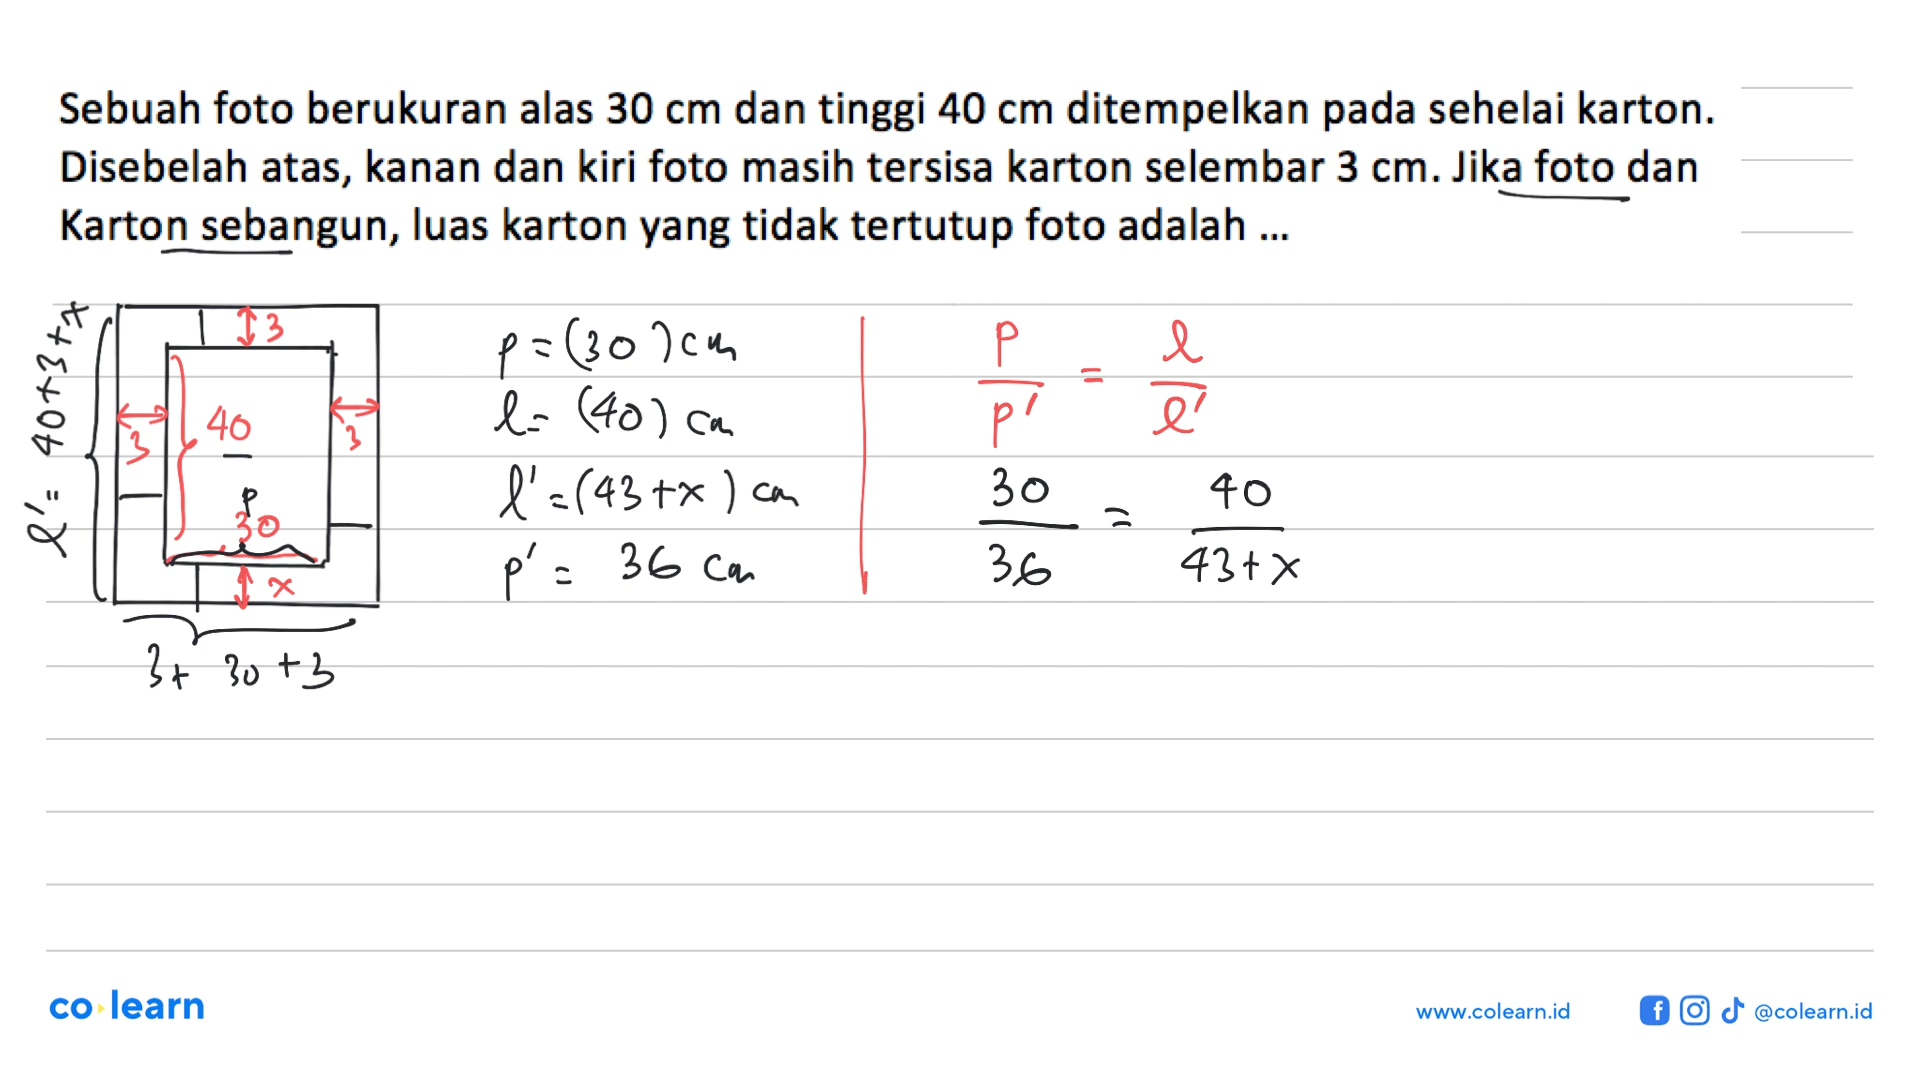 Sebuah foto berukuran alas 30 cm dan tinggi 40 cm ditempelkan pada sehelai karton.
Disebelah atas, kanan dan kiri foto masih tersisa karton selembar 3 cm. Jika foto dan
Karton sebangun, luas karton yang tidak tertutup foto adalah ...
l' = 40+3+x
3
40
3
3
p
30
x
3+ 30 +3
p = (30) cm
l = (40) cm
l' = (43+x) cm
p' = 36 cm
p/p' = l/l'
30/36 = 40/43+x
co learn
www.colearn.id
@colearn.id